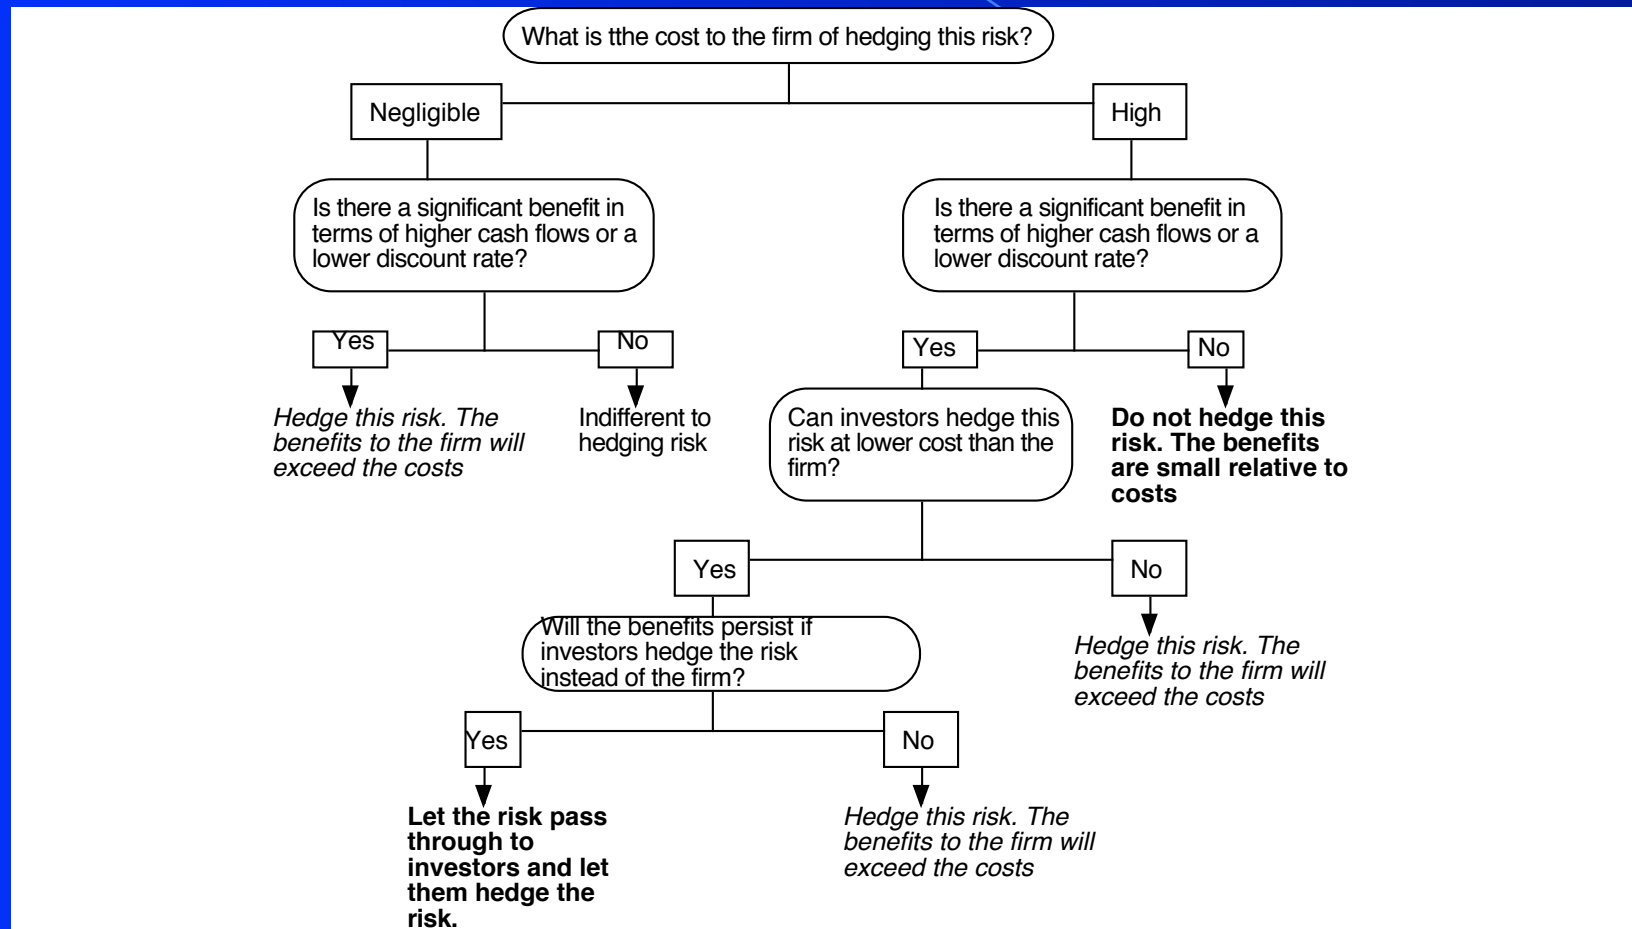 What is tthe cost to the firm of hedging this risk?
Negligible
High
Is there a significant benefit in
terms of higher cash flows or a
lower discount rate?
Is there a significant benefit in
terms of higher cash flows or a
lower discount rate?
Yes
No
Yes
No
Hedge this risk. The
benefits to the firm will
exceed the costs
Indifferent to
hedging risk
Can investors hedge this
risk at lower cost than the
firm?
Do not hedge this
risk. The benefits
are small relative to
costs
Yes
No
Will the benefits persist if
investors hedge the risk
instead of the firm?
Hedge this risk. The
benefits to the firm will
exceed the costs
Yes
No
Let the risk pass
through to
investors and let
them hedge the
risk.
Hedge this risk. The
benefits to the firm will
exceed the costs